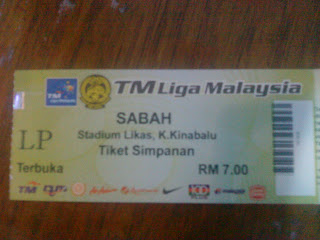 TM Liga Malaysia
SABAH
Stadium Likas, K.Kinabalu
LP
Tiket Simpanan
Terbuka
RM 7.00
TM